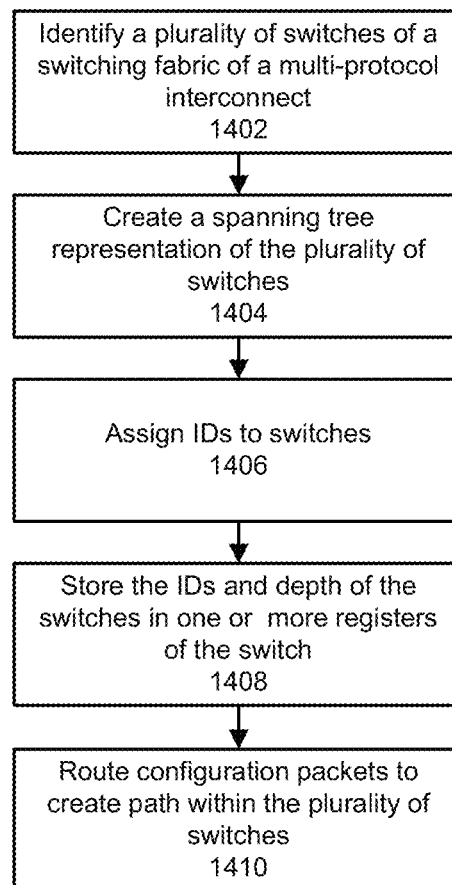 Identify a plurality of switches of a
switching fabric of a multi-protocol
interconnect
1402
Create a spanning tree
representation of the plurality of
switches
1404
Assign IDs to switches
1406
Store the IDs and depth of the
switches in one or more registers
of the switch
1408
Route configuration packets to
create path within the plurality of
switches
1410